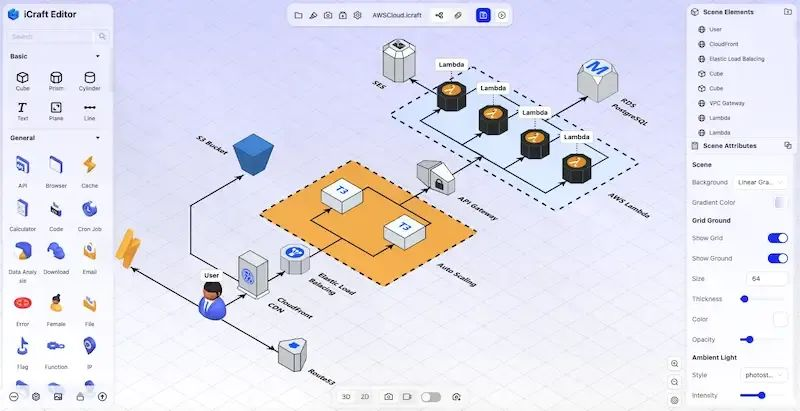 iCraft Editor
Search
Basic
Cube
Prism
Cylinder
Text
Plane
Line
General
API
Browser
Cache
Calculator
Code
Cron Job
Data Analy
sis
Download
Email
Error
Female
File
Flag
Function
IP
AWSCloud.icraft
SES
Lambda
Lambda
Lambda
Lambda
RDS
PostgreSQL
AWS Lambda
S3 Bucker
T3
T3
API Gateway
Auto Scaling
Elastic Load
Balacing
CloudFront
CDN
User
Route53
3D
2D
Scene Elements
User
CloudFront
Elastic Load Balacing
Cube
Cube
VPC Gateway
Lambda
Lambda
Scene Attributes
Scene
Background
Linear Gra...
Gradient Color
Grid Ground
Show Grid
Show Ground
Size
64
Thickness
Color
Opacity
Ambient Light
Style
photost...
Intensity